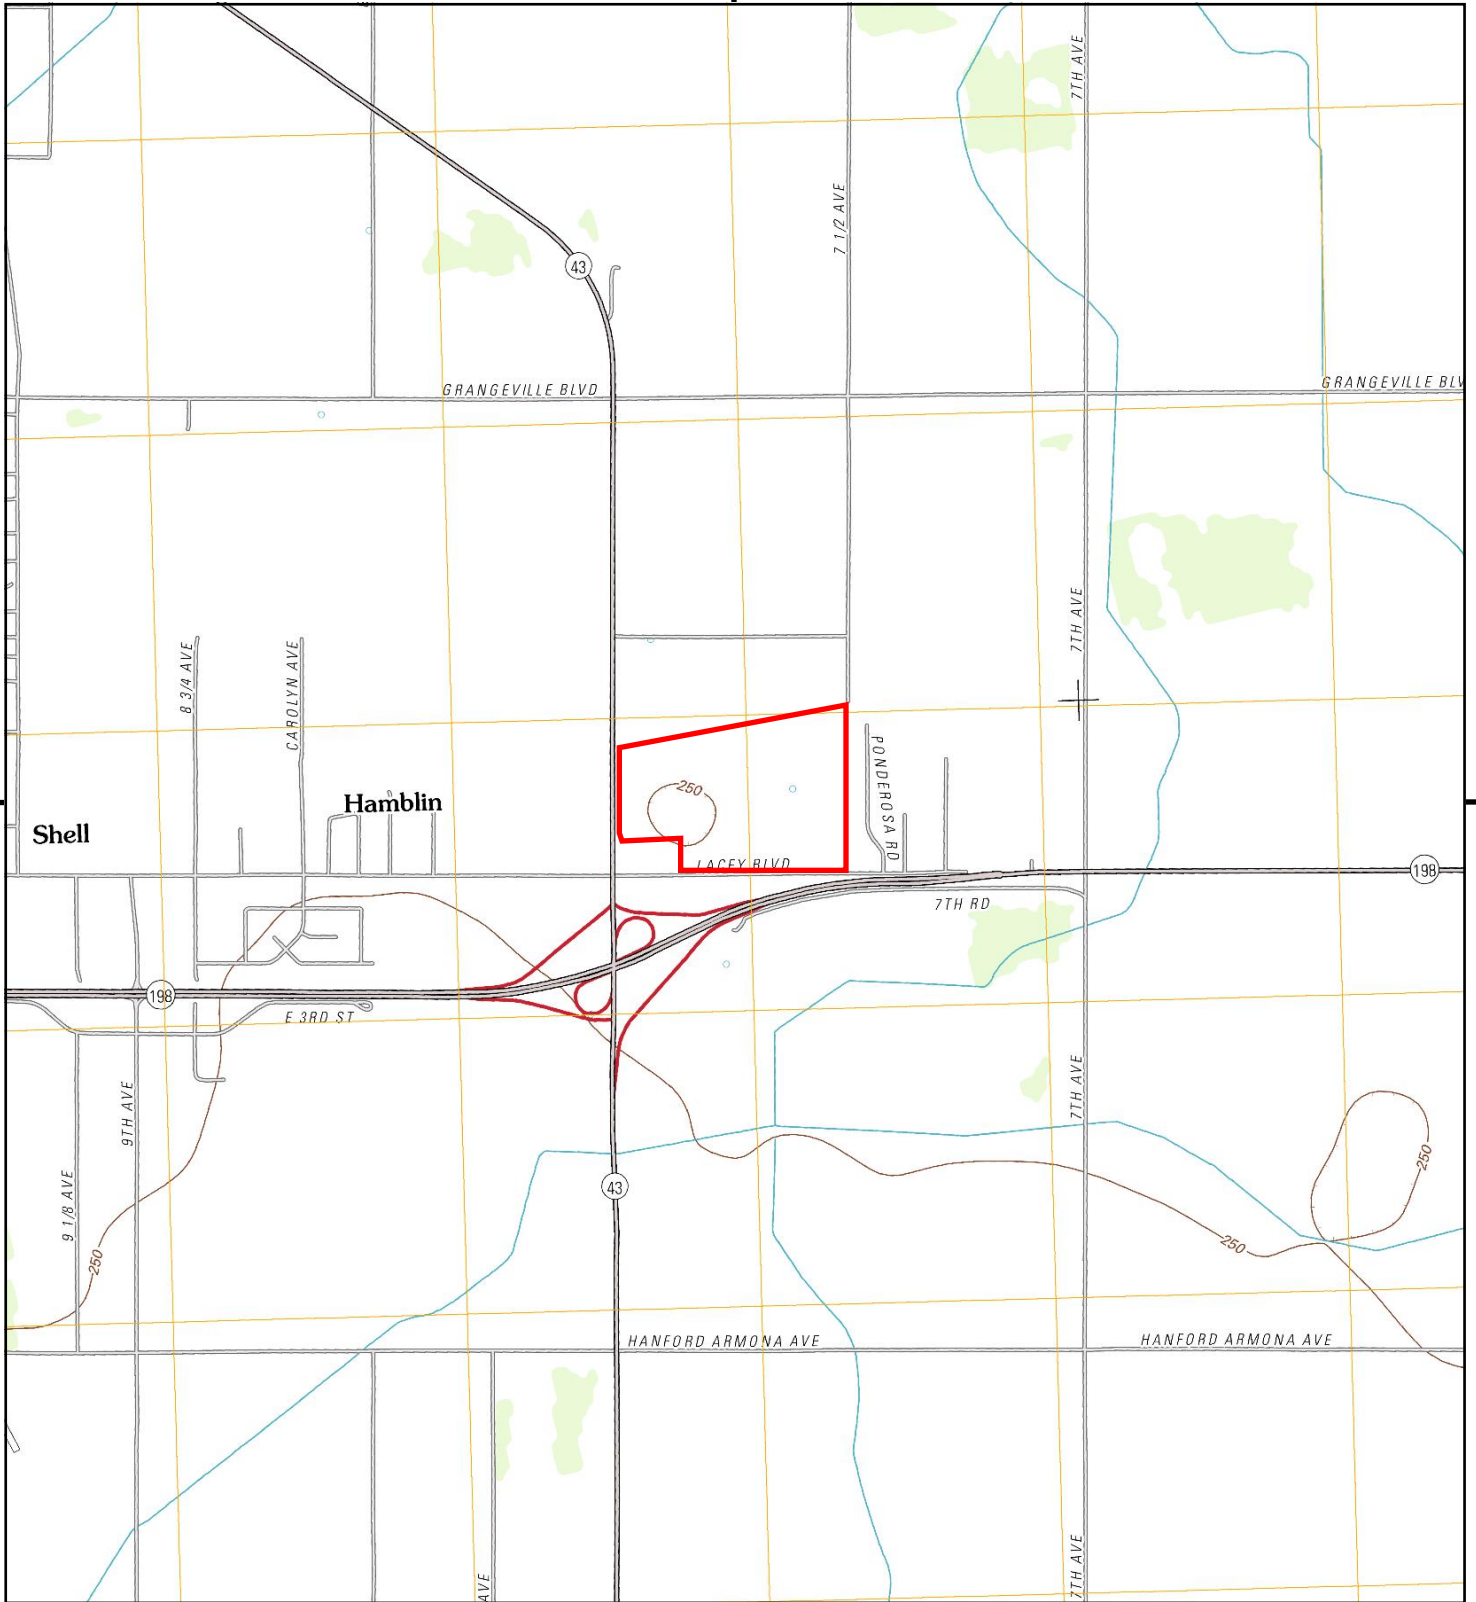 7TH AVE
7 1/2 AVE
43
GRANGEVILLE BLVD
GRANGEVILLE BLV
7TH AVE
8 3/4 AVE
CAROLYN AVE
PONDEROSA RD
250
Hamblin
Shell
LACEY BLVD
198
7TH RD
198
E 3RD ST
9TH AVE
7TH AVE
43
9 1/8 AVE
250
250
250
HANFORD ARMONA AVE
HANFORD ARMONA AVE
AVE
7TH AVE